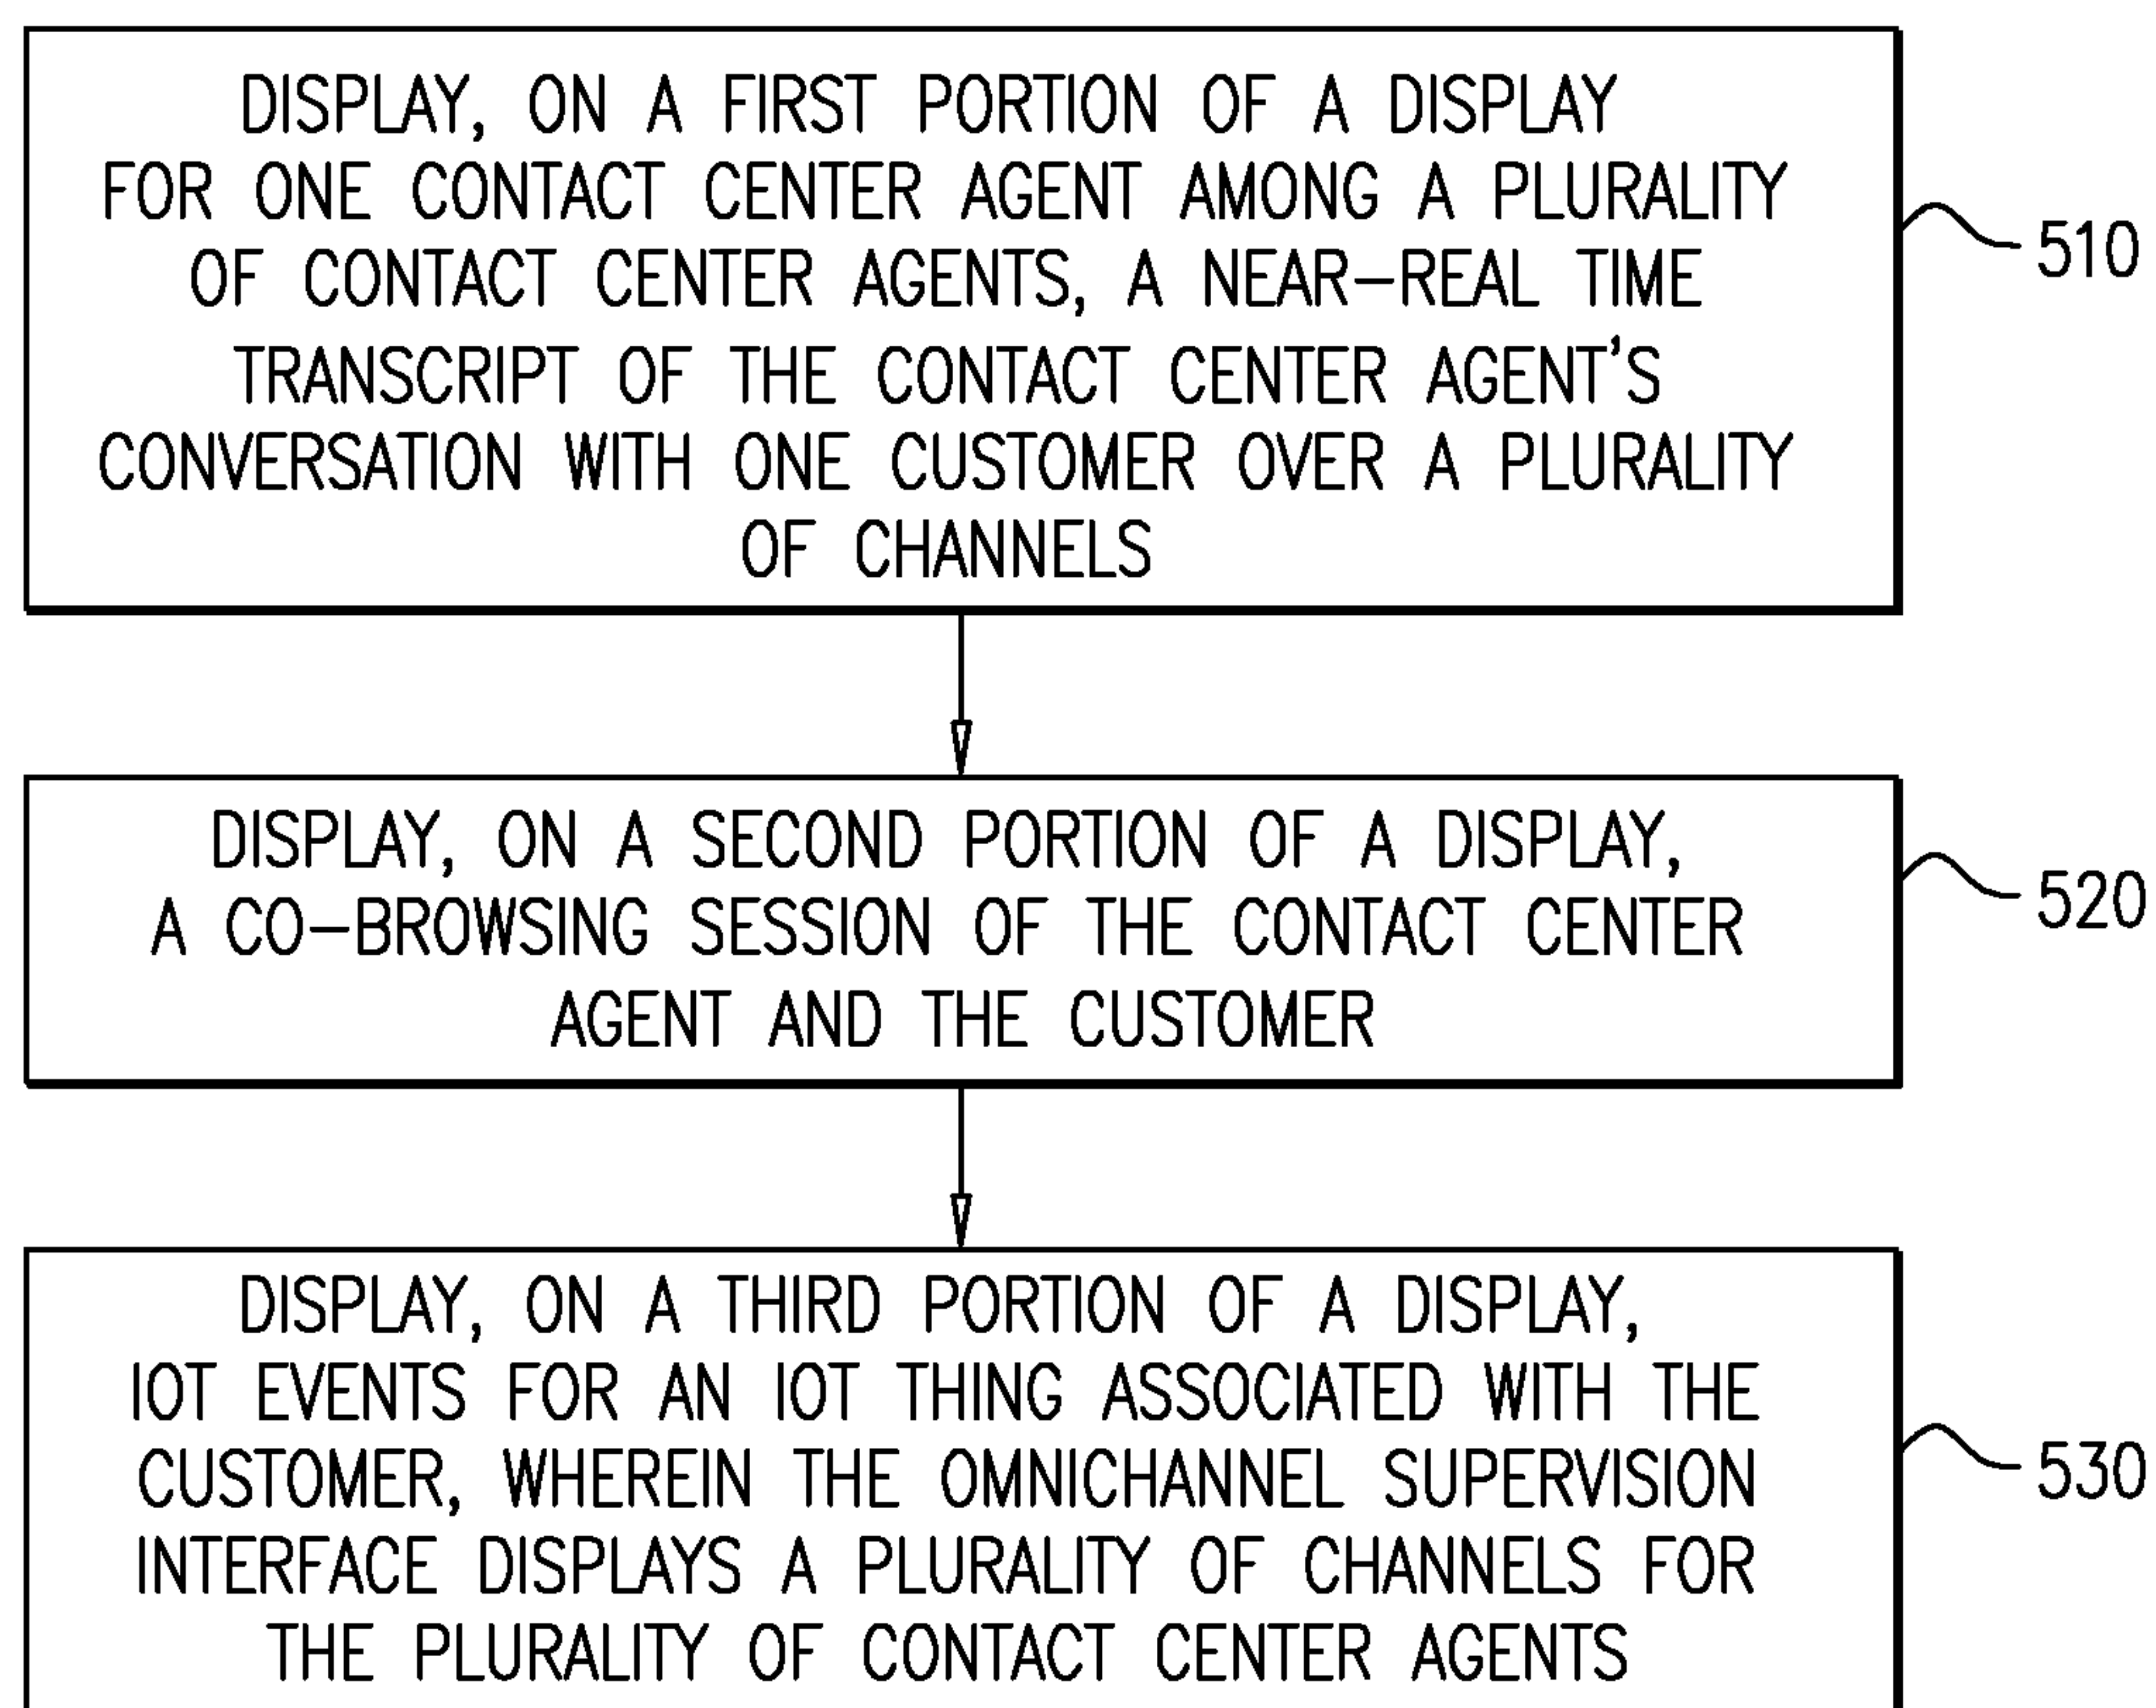 DISPLAY, ON A FIRST PORTION OF A DISPLAY
FOR ONE CONTACT CENTER AGENT AMONG A PLURALITY
OF CONTACT CENTER AGENTS, A NEAR-REAL TIME
TRANSCRIPT OF THE CONTACT CENTER AGENT'S
CONVERSATION WITH ONE CUSTOMER OVER A PLURALITY
OF CHANNELS
510
DISPLAY, ON A SECOND PORTION OF A DISPLAY,
A CO-BROWSING SESSION OF THE CONTACT CENTER
AGENT AND THE CUSTOMER
520
DISPLAY, ON A THIRD PORTION OF A DISPLAY,
IOT EVENTS FOR AN IOT THING ASSOCIATED WITH THE
CUSTOMER, WHEREIN THE OMNICHANNEL SUPERVISION
INTERFACE DISPLAYS A PLURALITY OF CHANNELS FOR
THE PLURALITY OF CONTACT CENTER AGENTS
530